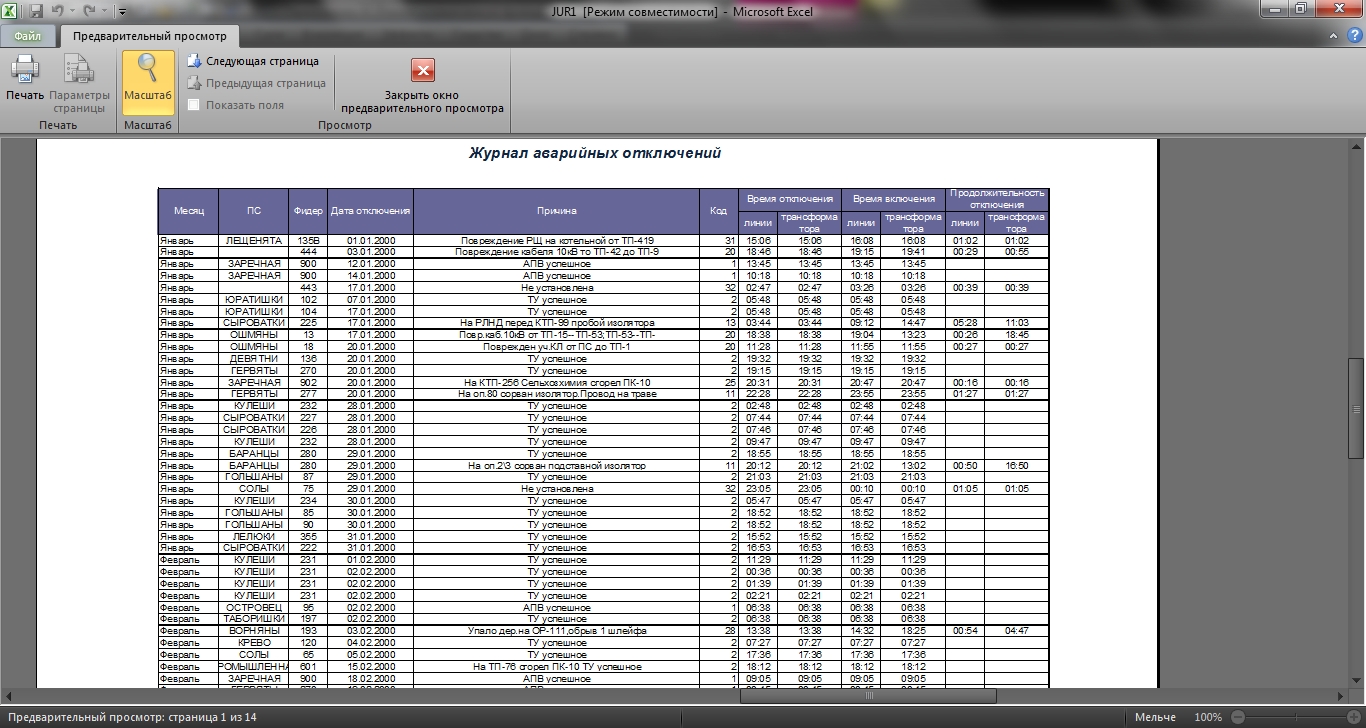 JUR1 [Режим совместимости] - Microsoft Excel
Файл
Предварительный просмотр
Печать
Параметры страницы
Масштаб
Следующая страница
Предыдущая страница
Показать поля
Закрыть окно
предварительного просмотра
Печать
Масштаб
Просмотр
Журнал аварийных отключений
Месяц ПС Фидер Дата отключения Причина Код Время отключения Время включения Продолжительность отключения
линии трансформа тора линии трансформа тора линии трансформа тора
Январь ЛЕЩЕНЯТА 135В 01.01.2000 Повреждение РЩ на котельной от ТП-419 31 15:06 15:06 16:08 16:08 01:02 01:02
Январь 444 03.01.2000 Повреждение кабеля 10кВ то ТП-42 до ТП-9 20 18:46 18:46 19:15 19:41 00:29 00:55
Январь ЗАРЕЧНАЯ 900 12.01.2000 АПВ успешное 1 13:45 13:45 13:45 13:45
Январь ЗАРЕЧНАЯ 900 14.01.2000 АПВ успешное 1 10:18 10:18 10:18 10:18
Январь 443 17.01.2000 Не установлена 32 02:47 02:47 03:26 03:26 00:39 00:39
Январь ЮРАТИШКИ 102 07.01.2000 ТУ успешное 2 05:48 05:48 05:48 05:48
Январь ЮРАТИШКИ 104 17.01.2000 ТУ успешное 2 05:48 05:48 05:48 05:48
Январь СЫРОВАТКИ 225 17.01.2000 На РЛНД перед КТП-99 пробой изолятора 13 03:44 03:44 09:12 14:47 05:28 11:03
Январь ОШМЯНЫ 13 17.01.2000 Повр.каб.10кВ от ТП-15--ТП-53;ТП-53--ТП- 20 18:38 18:38 19:04 13:23 00:26 18:45
Январь ОШМЯНЫ 18 20.01.2000 Поврежден уч.КЛ от ПС до ТП-1 20 11:28 11:28 11:55 11:55 00:27 00:27
Январь ДЕВЯТНИ 136 20.01.2000 ТУ успешное 2 19:32 19:32 19:32 19:32
Январь ГЕРВЯТЫ 270 20.01.2000 ТУ успешное 2 19:15 19:15 19:15 19:15
Январь ЗАРЕЧНАЯ 902 20.01.2000 На КТП-256 Сельхозхимия сгорел ПК-10 25 20:31 20:31 20:47 20:47 00:16 00:16
Январь ГЕРВЯТЫ 277 20.01.2000 На оп.80 сорван изолятор.Провод на траве 11 22:28 22:28 23:55 23:55 01:27 01:27
Январь КУЛЕШИ 232 28.01.2000 ТУ успешное 2 02:48 02:48 02:48 02:48
Январь СЫРОВАТКИ 227 28.01.2000 ТУ успешное 2 07:44 07:44 07:44 07:44
Январь СЫРОВАТКИ 226 28.01.2000 ТУ успешное 2 07:46 07:46 07:46 07:46
Январь КУЛЕШИ 232 28.01.2000 ТУ успешное 2 09:47 09:47 09:47 09:47
Январь БАРАНЦЫ 280 29.01.2000 ТУ успешное 2 18:55 18:55 18:55 18:55
Январь БАРАНЦЫ 280 29.01.2000 На оп.2\3 сорван подставной изолятор 11 20:12 20:12 21:02 13:02 00:50 16:50
Январь ГОЛЬШАНЫ 87 29.01.2000 ТУ успешное 2 21:03 21:03 21:03 21:03
Январь СОЛЫ 75 29.01.2000 Не установлена 32 23:05 23:05 00:10 00:10 01:05 01:05
Январь КУЛЕШИ 234 30.01.2000 ТУ успешное 2 05:47 05:47 05:47 05:47
Январь ГОЛЬШАНЫ 85 30.01.2000 ТУ успешное 2 18:52 18:52 18:52 18:52
Январь ГОЛЬШАНЫ 90 30.01.2000 ТУ успешное 2 18:52 18:52 18:52 18:52
Январь ЛЕЛЮКИ 355 31.01.2000 ТУ успешное 2 15:52 15:52 15:52 15:52
Январь СЫРОВАТКИ 222 31.01.2000 ТУ успешное 2 16:53 16:53 16:53 16:53
Февраль КУЛЕШИ 231 01.02.2000 ТУ успешное 2 11:29 11:29 11:29 11:29
Февраль КУЛЕШИ 231 02.02.2000 ТУ успешное 2 00:36 00:36 00:36 00:36
Февраль КУЛЕШИ 231 02.02.2000 ТУ успешное 2 01:39 01:39 01:39 01:39
Февраль КУЛЕШИ 231 02.02.2000 ТУ успешное 2 02:21 02:21 02:21 02:21
Февраль ОСТРОВЕЦ 95 02.02.2000 АПВ успешное 1 06:38 06:38 06:38 06:38
Февраль ТАБОРИШКИ 197 02.02.2000 ТУ успешное 2 06:38 06:38 06:38 06:38
Февраль ВОРНЯНЫ 193 03.02.2000 Упало дер.на ОР-111,обрыв 1 шлейфа 28 13:38 13:38 14:32 18:25 00:54 04:47
Февраль КРЕВО 120 04.02.2000 ТУ успешное 2 07:27 07:27 07:27 07:27
Февраль СОЛЫ 65 05.02.2000 ТУ успешное 2 17:36 17:36 17:36 17:36
Февраль РОМЫШЛЕННА 601 15.02.2000 На ТП-76 сгорел ПК-10 ТУ успешное 2 18:12 18:12 18:12 18:12
Февраль ЗАРЕЧНАЯ 900 18.02.2000 АПВ успешное 1 09:05 09:05 09:05 09:05
Предварительный просмотр: страница 1 из 14
Мельче 100%